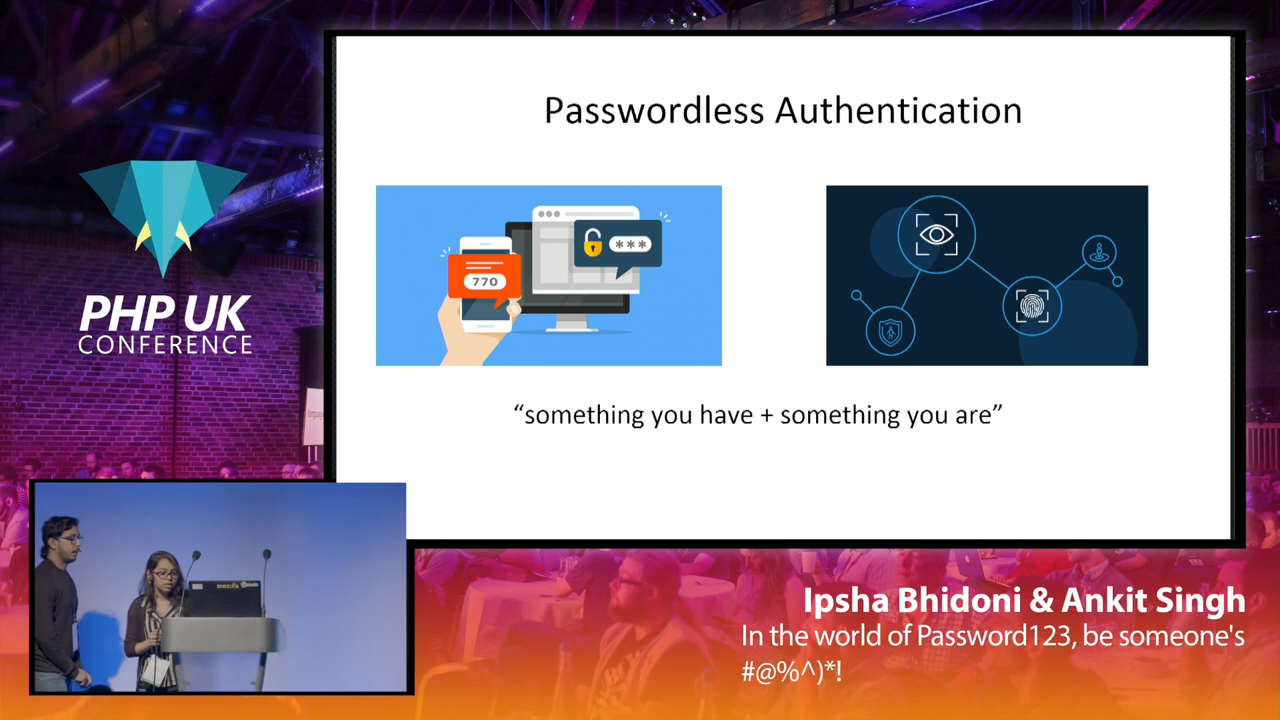 Passwordless Authentication
770
***
“something you have + something you are”
PHP UK
CONFERENCE
mozilla
Ipsha Bhidoni & Ankit Singh
In the world of Password123, be someone's
#@%^)*!